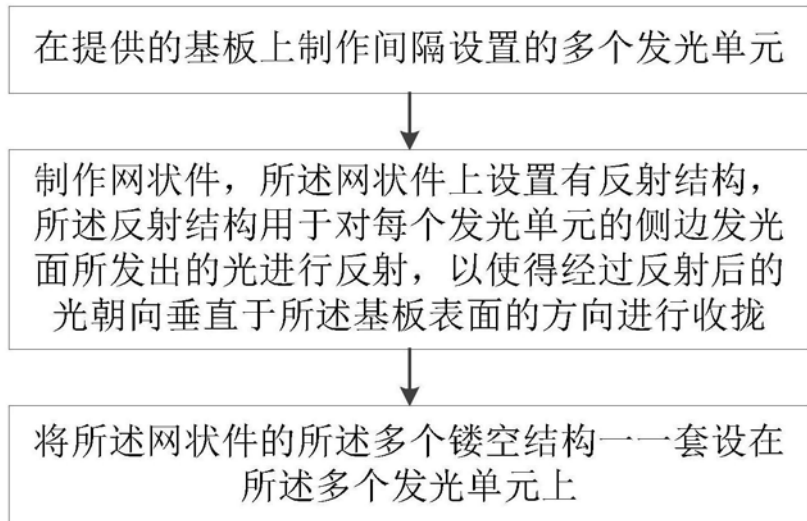 在提供的基板上制作间隔设置的多个发光单元
制作网状件，所述网状件上设置有反射结构，
所述反射结构用于对每个发光单元的侧边发光
面所发出的光进行反射，以使得经过反射后的
光朝向垂直于所述基板表面的方向进行收拢
将所述网状件的所述多个镂空结构一一套设在
所述多个发光单元上